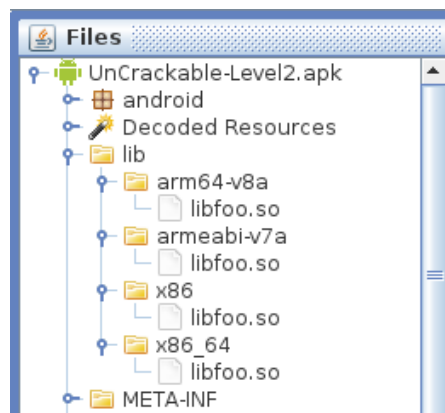 Files
UnCrackable-Level2.apk
android
Decoded Resources
lib
arm64-v8a
libfoo.so
armeabi-v7a
libfoo.so
x86
libfoo.so
x86_64
libfoo.so
META-INF